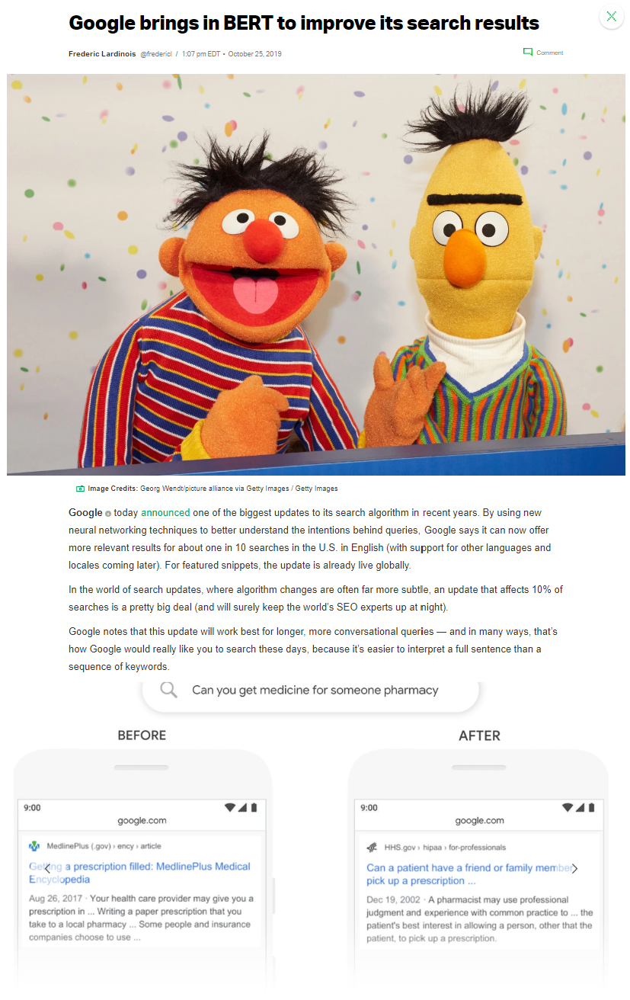 Google brings in BERT to improve its search results
Frederic Lardinois @fredericl / 1:07 pm EDT • October 25, 2019
Comment
Image Credits: Georg Wendt/picture alliance via Getty Images / Getty Images
Google today announced one of the biggest updates to its search algorithm in recent years. By using new
neural networking techniques to better understand the intentions behind queries, Google says it can now offer
more relevant results for about one in 10 searches in the U.S. in English (with support for other languages and
locales coming later). For featured snippets, the update is already live globally.
In the world of search updates, where algorithm changes are often far more subtle, an update that affects 10% of
searches is a pretty big deal (and will surely keep the world's SEO experts up at night).
Google notes that this update will work best for longer, more conversational queries — and in many ways, that's
how Google would really like you to search these days, because it's easier to interpret a full sentence than a
sequence of keywords.
Can you get medicine for someone pharmacy
BEFORE
9:00
google.com
MedlinePlus (.gov) › ency › article
Getting a prescription filled: MedlinePlus Medical
Encyclopedia
Aug 26, 2017 · Your health care provider may give you a
prescription in ... Writing a paper prescription that you
take to a local pharmacy ... Some people and insurance
companies choose to use ...
AFTER
9:00
google.com
HHS.gov › hipaa › for-professionals
Can a patient have a friend or family member
pick up a prescription ...
Dec 19, 2002 · A pharmacist may use professional
judgment and experience with common practice to ... the
patient's best interest in allowing a person, other that the
patient, to pick up a prescription.